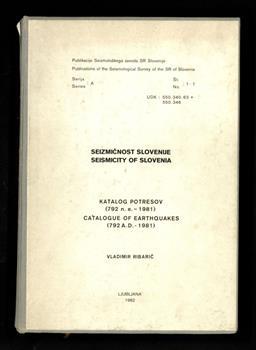 Publikacije Seizmološkega zavoda SR Slovenije
Publications of the Seismological Survey of the SR of Slovenia
Serija A Št. 1-1
Series No.
UDK : 550.340.63 +
550.348
SEIZMIČNOST SLOVENIJE
SEISMICITY OF SLOVENIA
KATALOG POTRESOV
(792 n. e. – 1981)
CATALOGUE OF EARTHQUAKES
(792 A.D. - 1981)
VLADIMIR RIBARIČ
LJUBLJANA
1982